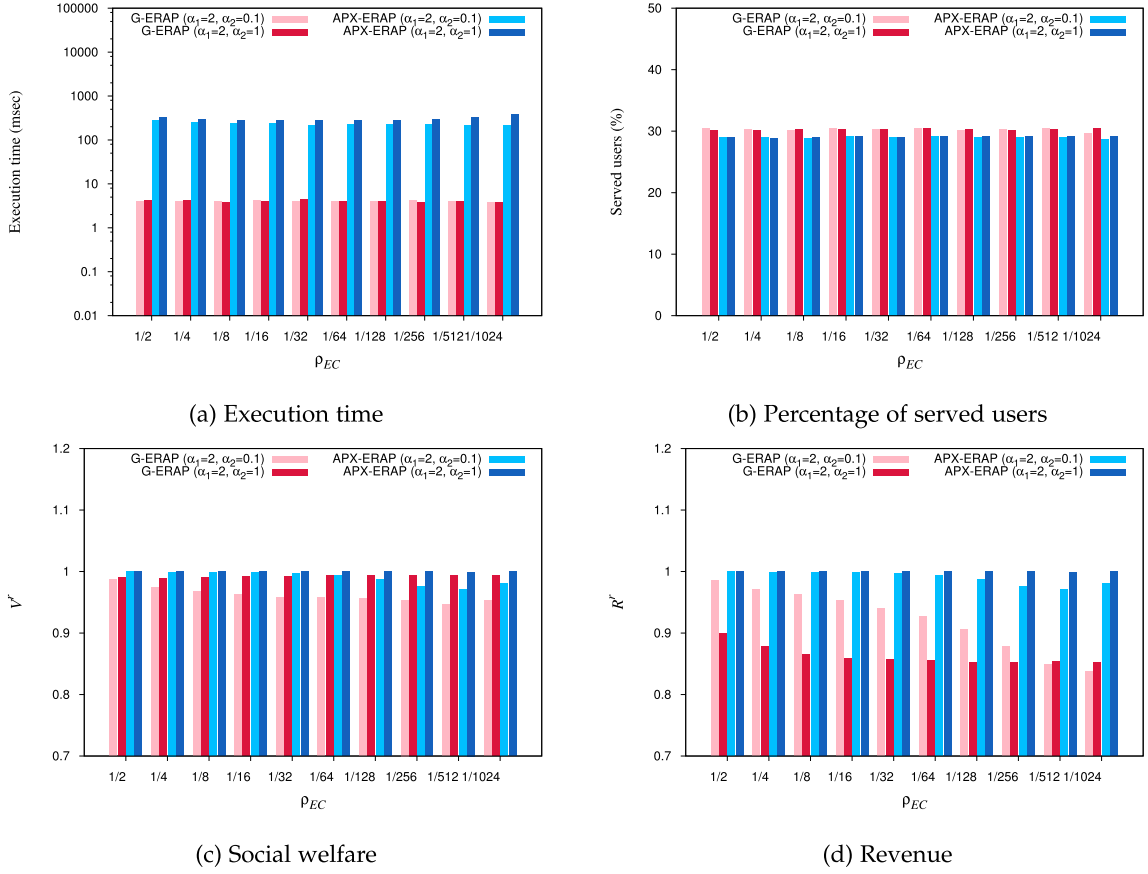 G-ERAP (α1=2, α2=0.1) APX-ERAP (α1=2, α2=0.1)
G-ERAP (α1=2, α2=1) APX-ERAP (α1=2, α2=1)
100000
10000
1000
100
10
1
0.1
0.01
Execution time (msec)
1/2 1/4 1/8 1/16 1/32 1/64 1/128 1/256 1/512 1/1024
ρEC
(a) Execution time
G-ERAP (α1=2, α2=0.1) APX-ERAP (α1=2, α2=0.1)
G-ERAP (α1=2, α2=1) APX-ERAP (α1=2, α2=1)
50
40
30
20
10
0
Served users (%)
1/2 1/4 1/8 1/16 1/32 1/64 1/128 1/256 1/512 1/1024
ρEC
(b) Percentage of served users
G-ERAP (α1=2, α2=0.1) APX-ERAP (α1=2, α2=0.1)
G-ERAP (α1=2, α2=1) APX-ERAP (α1=2, α2=1)
1.2
1.1
1
0.9
0.8
0.7
V^r
1/2 1/4 1/8 1/16 1/32 1/64 1/128 1/256 1/512 1/1024
ρEC
(c) Social welfare
G-ERAP (α1=2, α2=0.1) APX-ERAP (α1=2, α2=0.1)
G-ERAP (α1=2, α2=1) APX-ERAP (α1=2, α2=1)
1.2
1.1
1
0.9
0.8
0.7
R^r
1/2 1/4 1/8 1/16 1/32 1/64 1/128 1/256 1/512 1/1024
ρEC
(d) Revenue